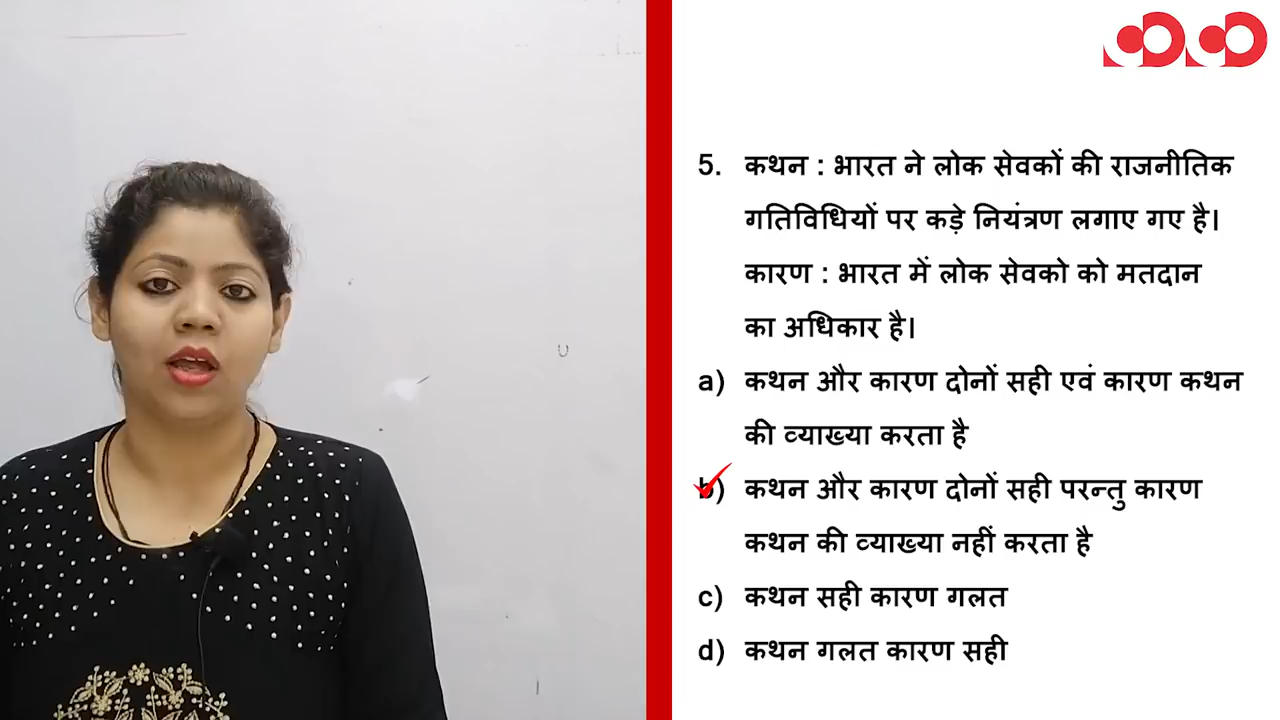 5. कथन : भारत ने लोक सेवकों की राजनीतिक
गतिविधियों पर कड़े नियंत्रण लगाए गए है।
कारण : भारत में लोक सेवको को मतदान
का अधिकार है।
a) कथन और कारण दोनों सही एवं कारण कथन
की व्याख्या करता है
b) कथन और कारण दोनों सही परन्तु कारण
कथन की व्याख्या नहीं करता है
c) कथन सही कारण गलत
d) कथन गलत कारण सही